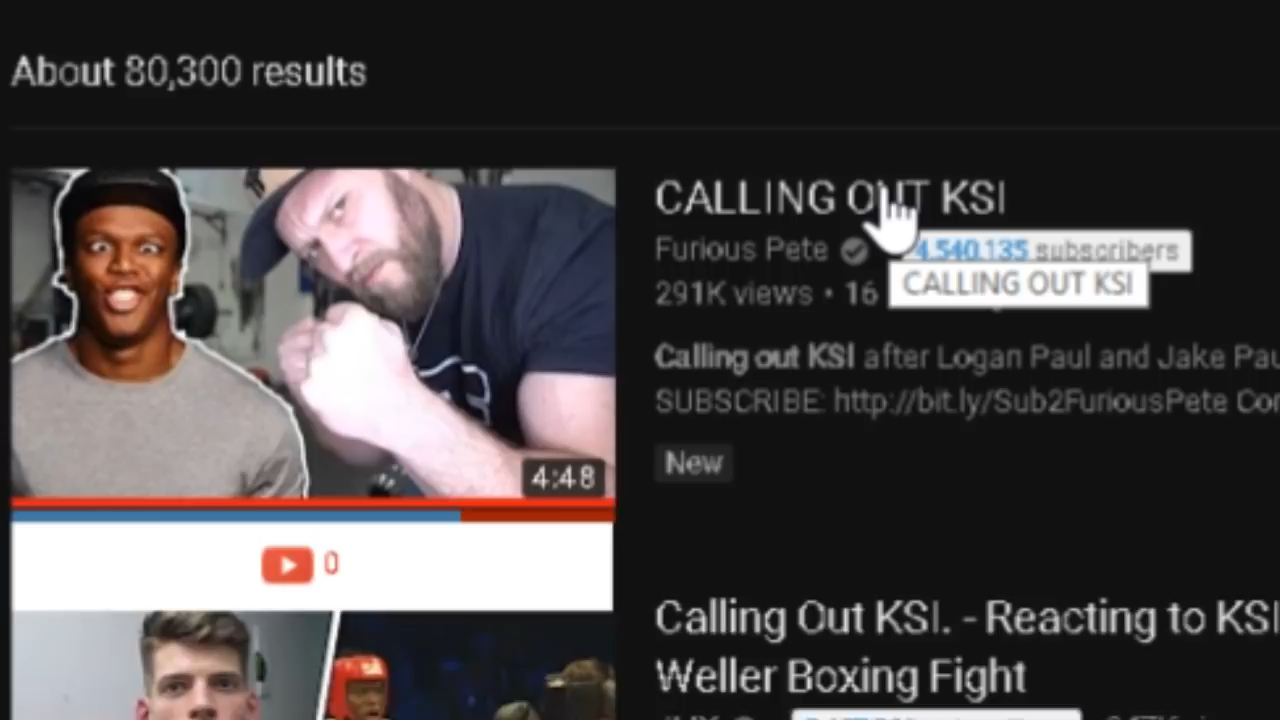 About 80,300 results
CALLING OUT KSI
Furious Pete 4,540,135 subscribers
291K views • 16
CALLING OUT KSI
Calling out KSI after Logan Paul and Jake Pau
SUBSCRIBE: http://bit.ly/Sub2FuriousPete Cor
New
4:48
0
Calling Out KSI. - Reacting to KSI
Weller Boxing Fight